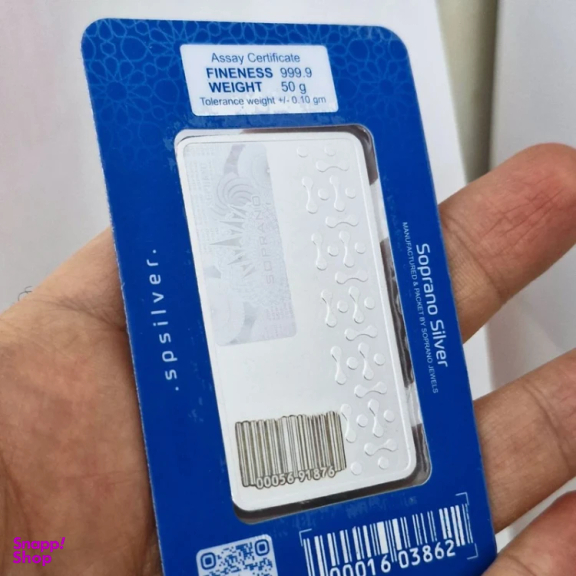 Assay Certificate
FINENESS 999.9
WEIGHT 50 g
Tolerance weight +/- 0.10 gm
SOPRANO
.spsilver.
Soprano Silver
MANUFACTURED & PACKET BY SOPRANO JEWELS
00056 91876
00016 03862
Snapp!
Shop